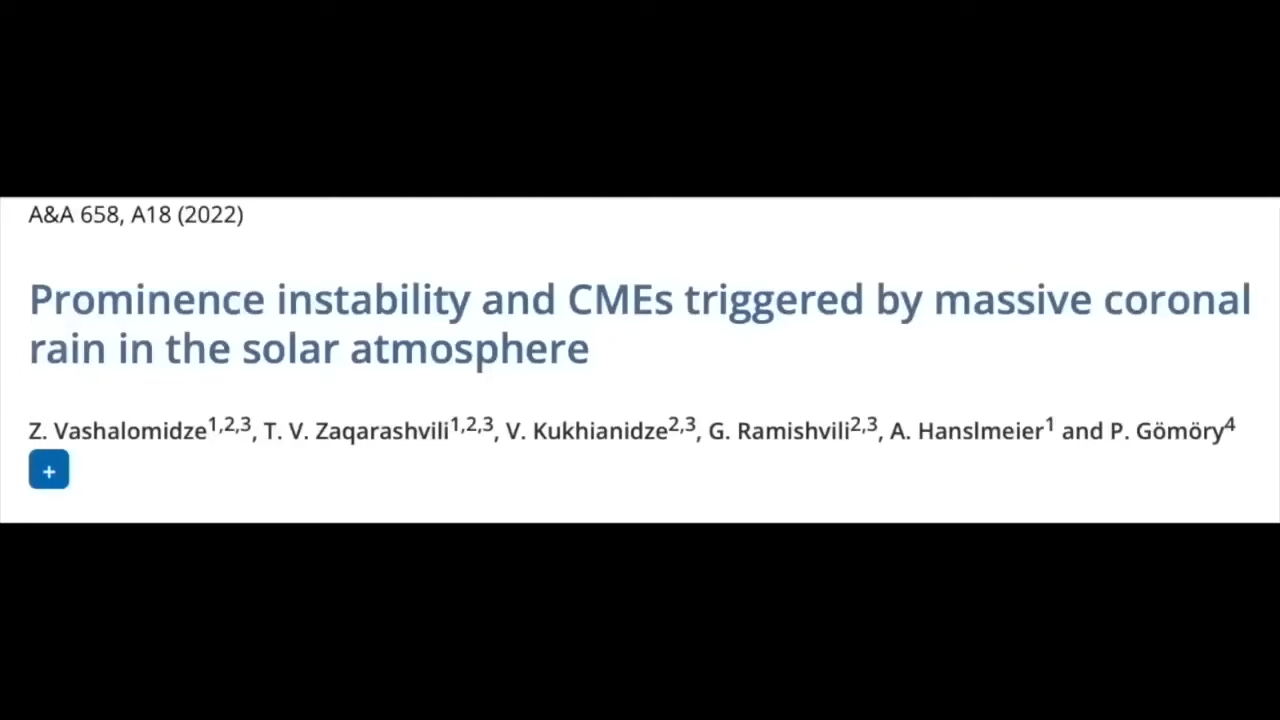 A&A 658, A18 (2022)
Prominence instability and CMEs triggered by massive coronal
rain in the solar atmosphere
Z. Vashalomidze1,2,3, T. V. Zaqarashvili1,2,3, V. Kukhianidze2,3, G. Ramishvili2,3, A. Hanslmeier1 and P. Gömöry4
+